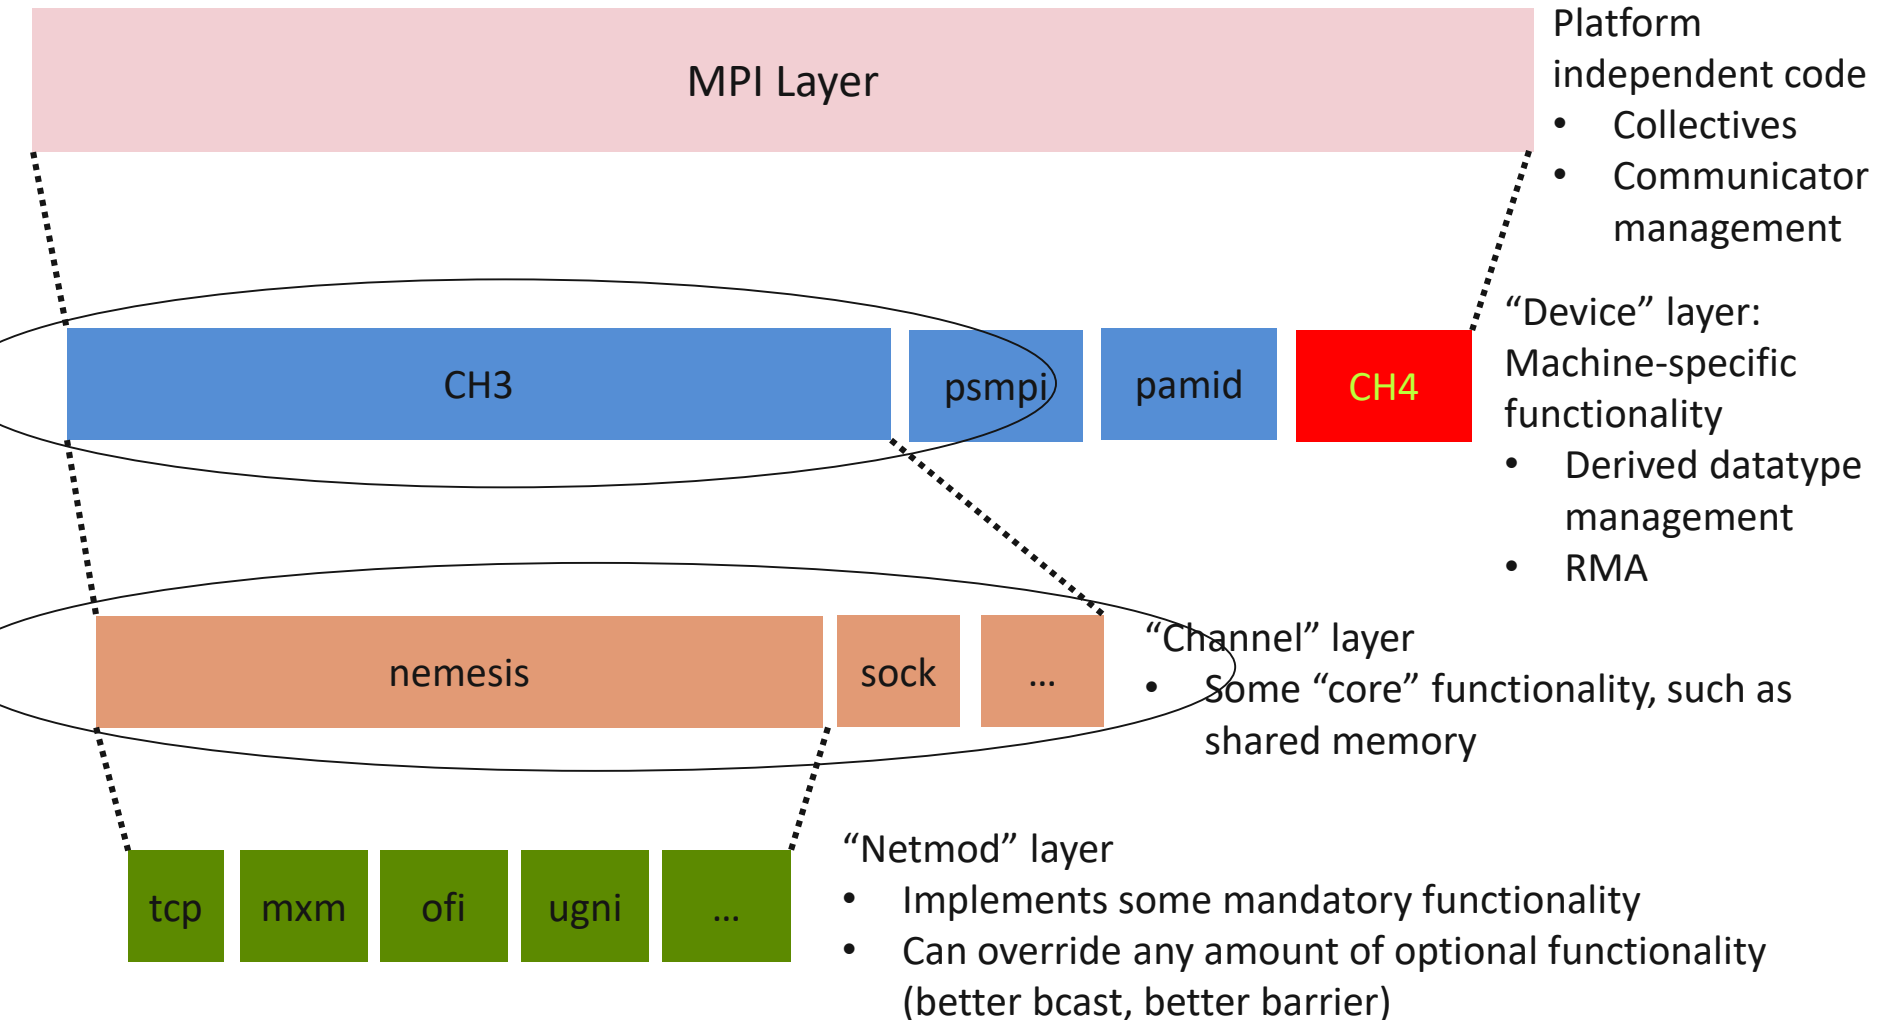 MPI Layer
Platform
independent code
• Collectives
• Communicator
management
CH3
psmpi
pamid
CH4
“Device” layer:
Machine-specific
functionality
• Derived datatype
management
• RMA
nemesis
sock
...
“Channel” layer
• Some “core” functionality, such as
shared memory
tcp
mxm
ofi
ugni
...
“Netmod” layer
• Implements some mandatory functionality
• Can override any amount of optional functionality
(better bcast, better barrier)